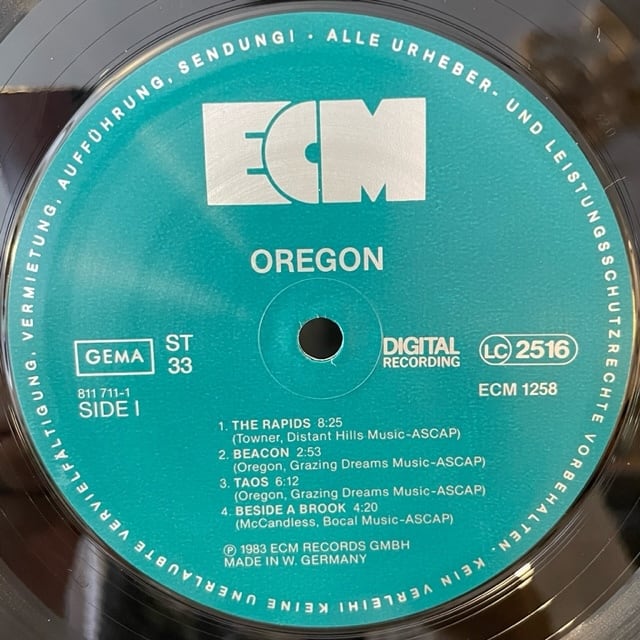 ALLE URHEBER- UND LEISTUNGSSCHUTZRECHTE VORBEHALTEN. KEIN VERLEIH! KEINE UNERLAUBTE VERVIELFÄLTIGUNG, VERMIETUNG, AUFFÜHRUNG, SENDUNG! ·
ECM
OREGON
GEMA
ST
33
DIGITAL
RECORDING
LC 2516
811 711-1
SIDE I
ECM 1258
1. THE RAPIDS 8:25
(Towner, Distant Hills Music-ASCAP)
2. BEACON 2:53
(Oregon, Grazing Dreams Music-ASCAP)
3. TAOS 6:12
(Oregon, Grazing Dreams Music-ASCAP)
4. BESIDE A BROOK 4:20
(McCandless, Bocal Music-ASCAP)
℗ 1983 ECM RECORDS GMBH
MADE IN W. GERMANY